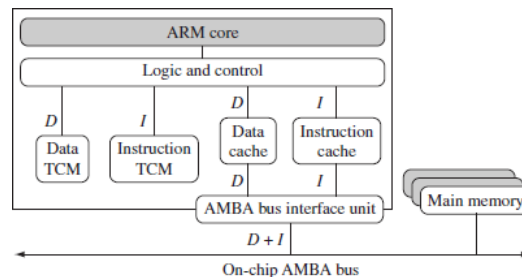 ARM core
Logic and control
D
I
D
I
Data
TCM
Instruction
TCM
Data
cache
Instruction
cache
D
I
AMBA bus interface unit
Main memory
D + I
On-chip AMBA bus